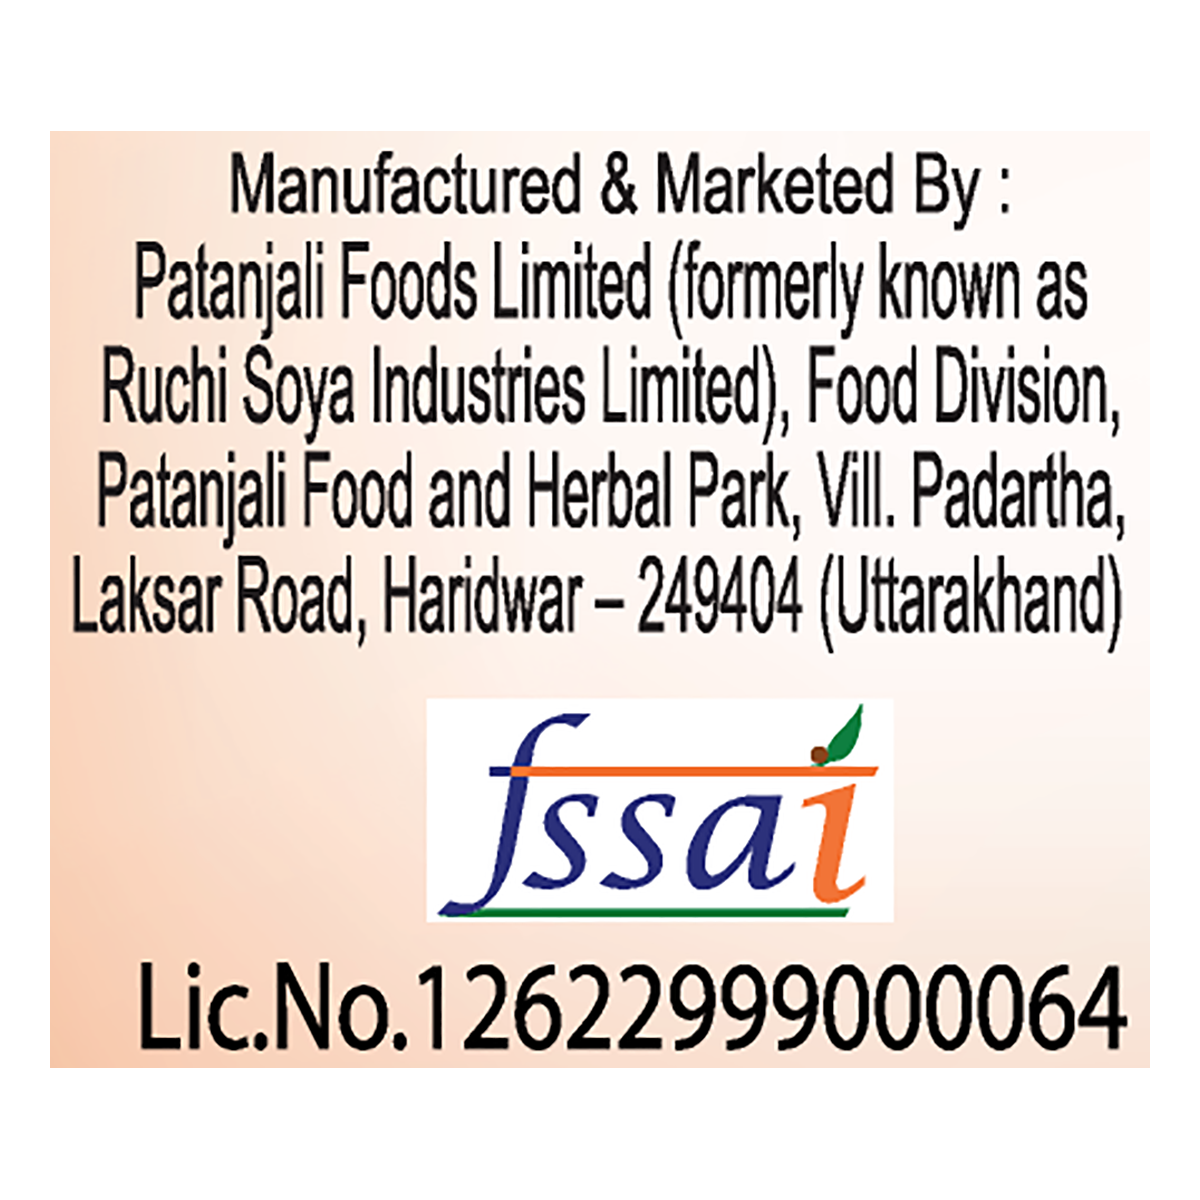 Manufactured & Marketed By :
Patanjali Foods Limited (formerly known as
Ruchi Soya Industries Limited), Food Division,
Patanjali Food and Herbal Park, Vill. Padartha,
Laksar Road, Haridwar – 249404 (Uttarakhand)
fssai
Lic.No.12622999000064